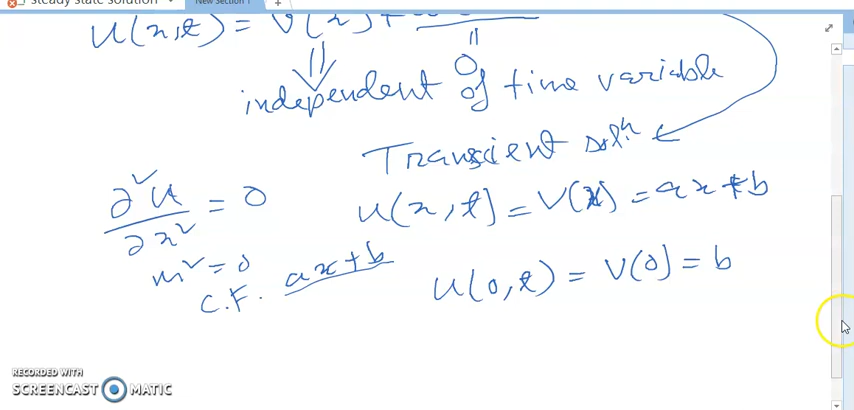 steady state solution
New Section 1
+
u(x,t) = V(x) +
||
0
independent of time variable
Transient solⁿ.
∂²u/∂x² = 0
u(x,t) = V(x) = ax + b
m² = 0
C.F. ax+b
u(0,t) = V(0) = b
RECORDED WITH
SCREENCAST MATIC